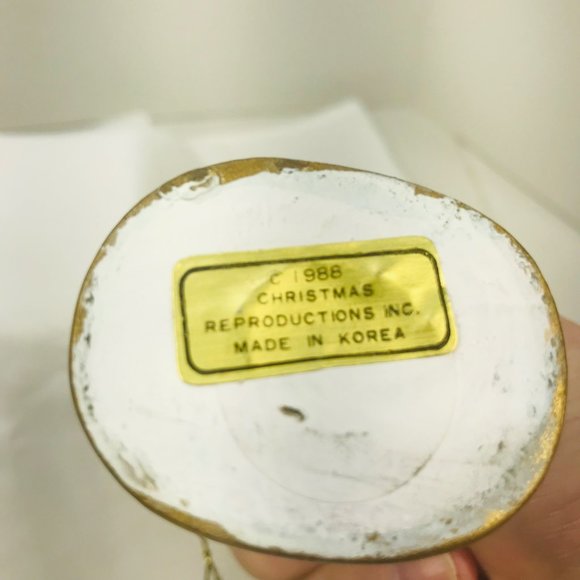 C 1988
CHRISTMAS
REPRODUCTIONS INC.
MADE IN KOREA